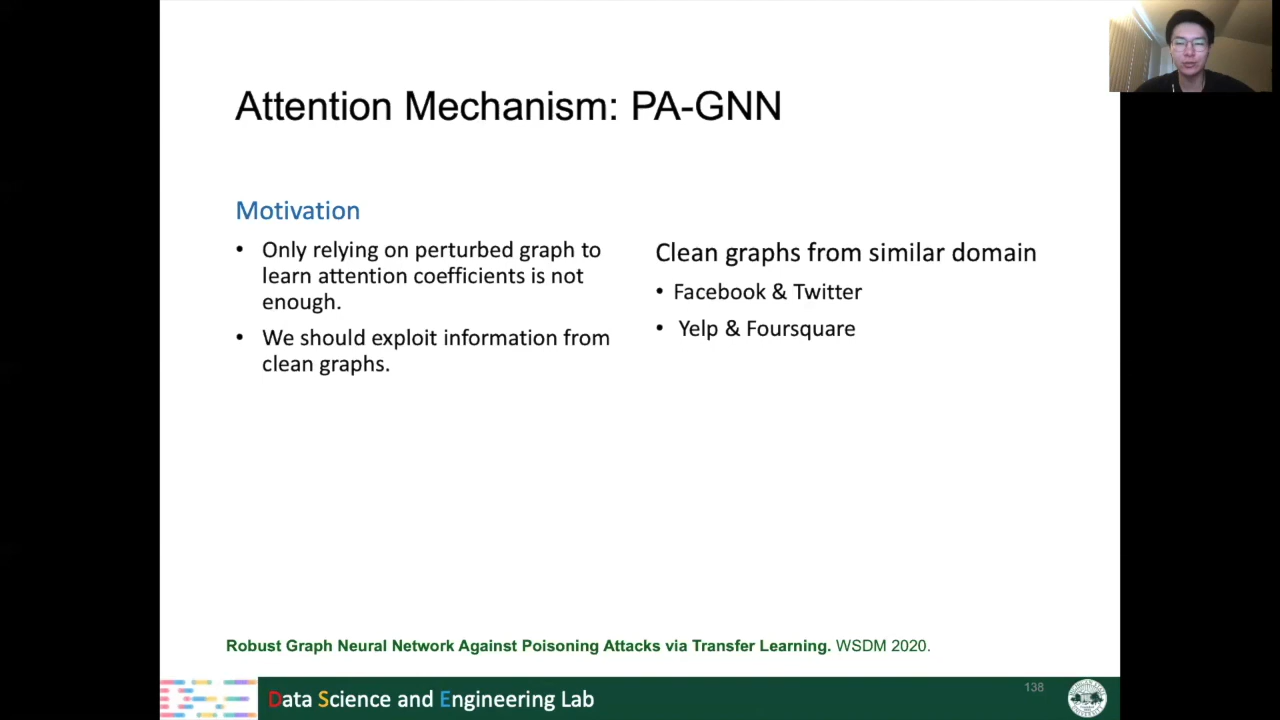 Attention Mechanism: PA-GNN
Motivation
• Only relying on perturbed graph to
learn attention coefficients is not
enough.
• We should exploit information from
clean graphs.
Clean graphs from similar domain
• Facebook & Twitter
• Yelp & Foursquare
Robust Graph Neural Network Against Poisoning Attacks via Transfer Learning. WSDM 2020.
Data Science and Engineering Lab
138